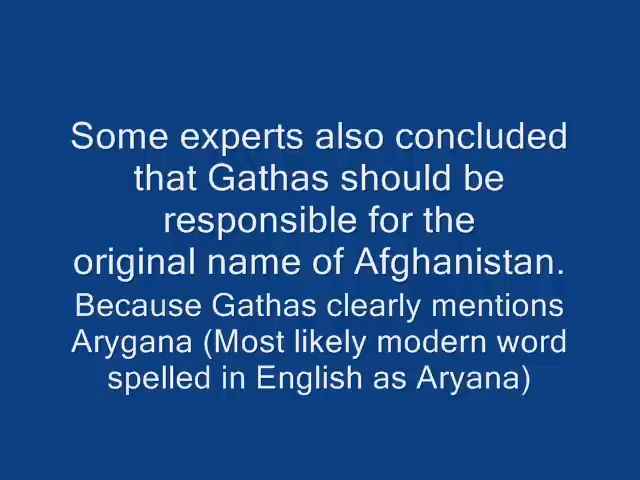 Some experts also concluded
that Gathas should be
responsible for the
original name of Afghanistan.
Because Gathas clearly mentions
Arygana (Most likely modern word
spelled in English as Aryana)